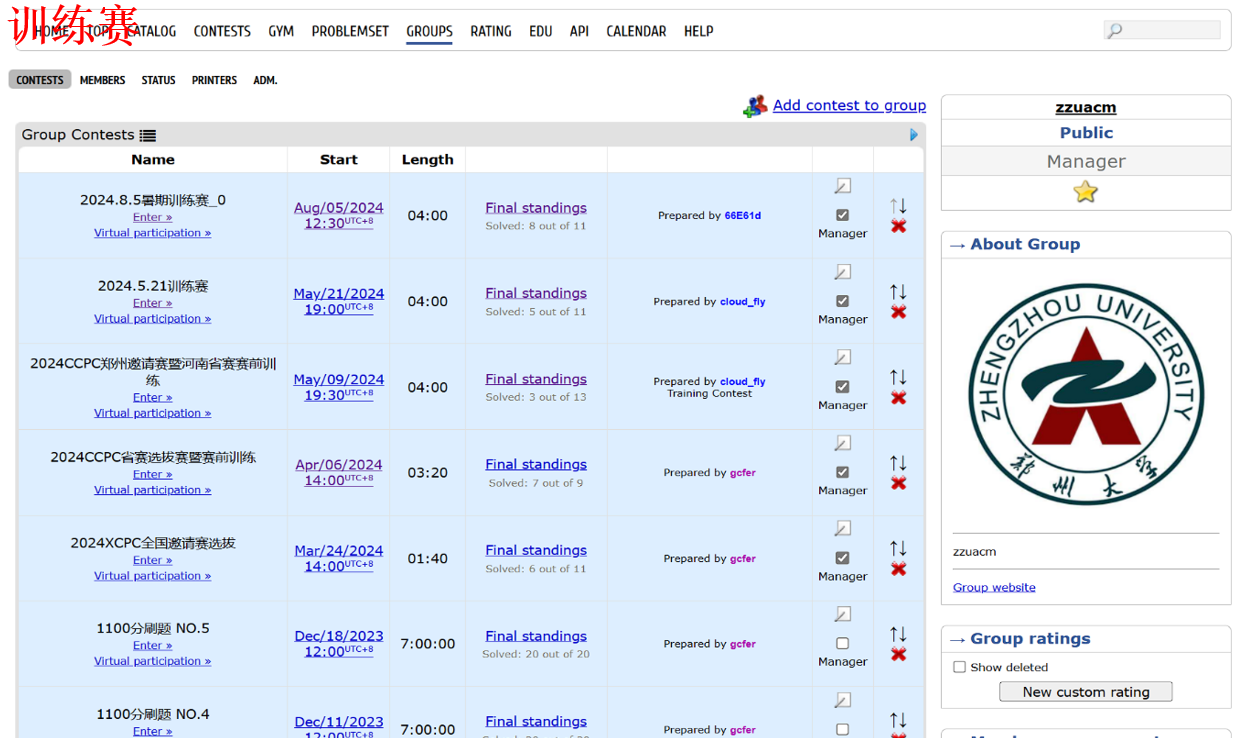 训练赛
HOME TOP CATALOG CONTESTS GYM PROBLEMSET GROUPS RATING EDU API CALENDAR HELP
CONTESTS MEMBERS STATUS PRINTERS ADM.
Add contest to group
Group Contests
Name Start Length
2024.8.5暑期训练赛_0
Enter »
Virtual participation »
Aug/05/2024
12:30UTC+8
04:00
Final standings
Solved: 8 out of 11
Prepared by 66E61d
Manager
2024.5.21训练赛
Enter »
Virtual participation »
May/21/2024
19:00UTC+8
04:00
Final standings
Solved: 5 out of 11
Prepared by cloud_fly
Manager
2024CCPC郑州邀请赛暨河南省赛赛前训
练
Enter »
Virtual participation »
May/09/2024
19:30UTC+8
04:00
Final standings
Solved: 3 out of 13
Prepared by cloud_fly
Training Contest
Manager
2024CCPC省赛选拔赛暨赛前训练
Enter »
Virtual participation »
Apr/06/2024
14:00UTC+8
03:20
Final standings
Solved: 7 out of 9
Prepared by gcfer
Manager
2024XCPC全国邀请赛选拔
Enter »
Virtual participation »
Mar/24/2024
14:00UTC+8
01:40
Final standings
Solved: 6 out of 11
Prepared by gcfer
Manager
1100分刷题 NO.5
Enter »
Virtual participation »
Dec/18/2023
12:00UTC+8
7:00:00
Final standings
Solved: 20 out of 20
Prepared by gcfer
Manager
1100分刷题 NO.4
Enter »
Dec/11/2023
12:00UTC+8
7:00:00
Final standings
Prepared by gcfer
zzuacm
Public
Manager
→ About Group
ZHENGZHOU UNIVERSITY
郑州大学
zzuacm
Group website
→ Group ratings
Show deleted
New custom rating